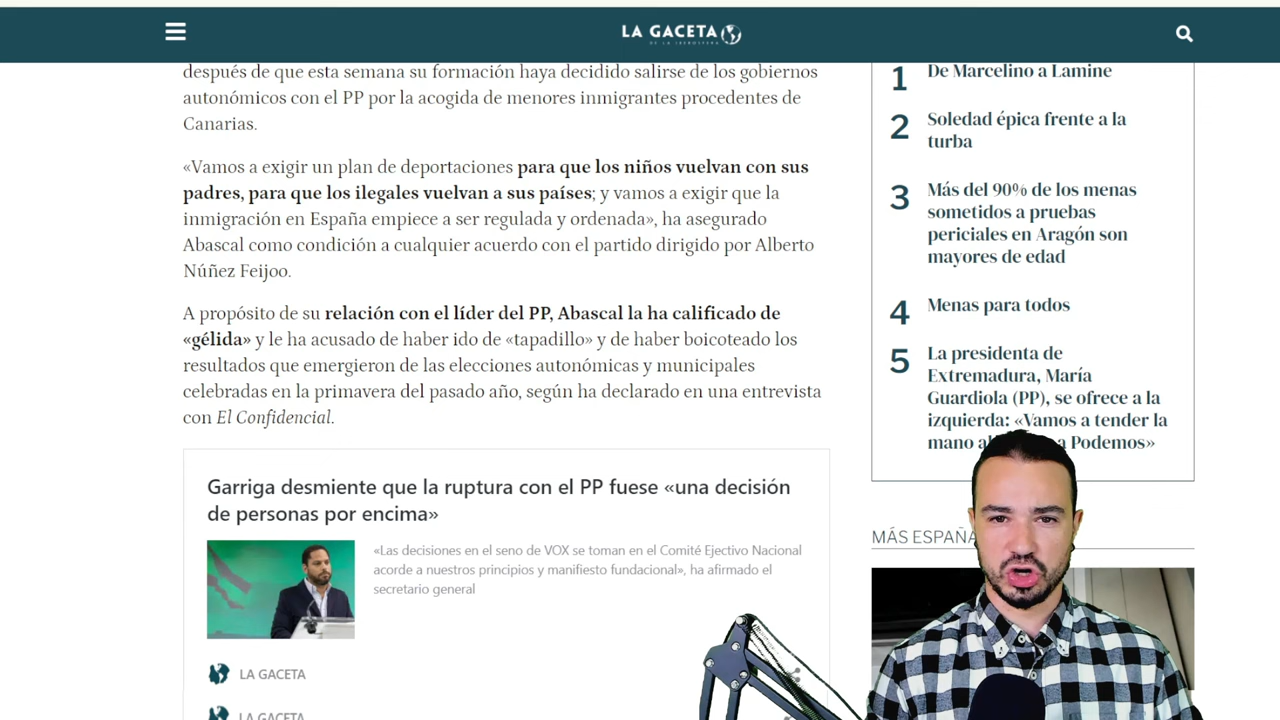 LA GACETA
DE LA IBEROSFERA
después de que esta semana su formación haya decidido salirse de los gobiernos
autonómicos con el PP por la acogida de menores inmigrantes procedentes de
Canarias.
«Vamos a exigir un plan de deportaciones para que los niños vuelvan con sus
padres, para que los ilegales vuelvan a sus países; y vamos a exigir que la
inmigración en España empiece a ser regulada y ordenada», ha asegurado
Abascal como condición a cualquier acuerdo con el partido dirigido por Alberto
Núñez Feijoo.
A propósito de su relación con el líder del PP, Abascal la ha calificado de
«gélida» y le ha acusado de haber ido de «tapadillo» y de haber boicoteado los
resultados que emergieron de las elecciones autonómicas y municipales
celebradas en la primavera del pasado año, según ha declarado en una entrevista
con El Confidencial.
Garriga desmiente que la ruptura con el PP fuese «una decisión
de personas por encima»
«Las decisiones en el seno de VOX se toman en el Comité Ejectivo Nacional
acorde a nuestros principios y manifiesto fundacional», ha afirmado el
secretario general
LA GACETA
LA GACETA
1 De Marcelino a Lamine
2 Soledad épica frente a la
turba
3 Más del 90% de los menas
sometidos a pruebas
periciales en Aragón son
mayores de edad
4 Menas para todos
5 La presidenta de
Extremadura, María
Guardiola (PP), se ofrece a la
izquierda: «Vamos a tender la
mano a Podemos»
MÁS ESPAÑA